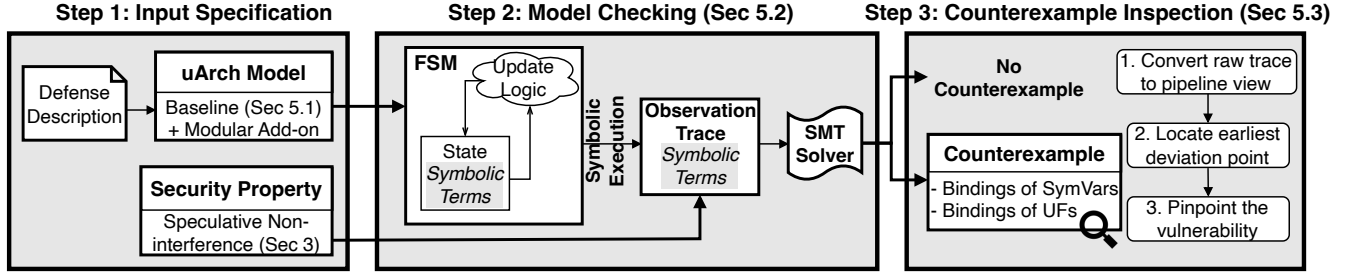 Step 1: Input Specification
Defense
Description
uArch Model
Baseline (Sec 5.1)
+ Modular Add-on
Security Property
Speculative Non-
interference (Sec 3)
Step 2: Model Checking (Sec 5.2)
FSM
Update
Logic
State
Symbolic
Terms
Symbolic
Execution
Observation
Trace
Symbolic
Terms
SMT
Solver
Step 3: Counterexample Inspection (Sec 5.3)
No
Counterexample
Counterexample
- Bindings of SymVars
- Bindings of UFs
1. Convert raw trace
to pipeline view
2. Locate earliest
deviation point
3. Pinpoint the
vulnerability